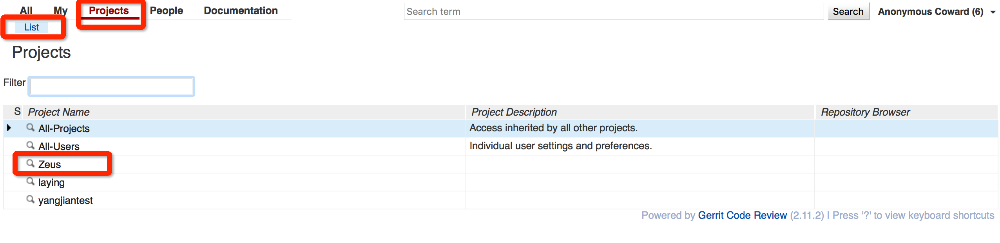 All My Projects People Documentation Search term Search Anonymous Coward (6)
List
Projects
Filter
S Project Name Project Description Repository Browser
All-Projects Access inherited by all other projects.
All-Users Individual user settings and preferences.
Zeus
laying
yangjiantest
Powered by Gerrit Code Review (2.11.2) | Press '?' to view keyboard shortcuts